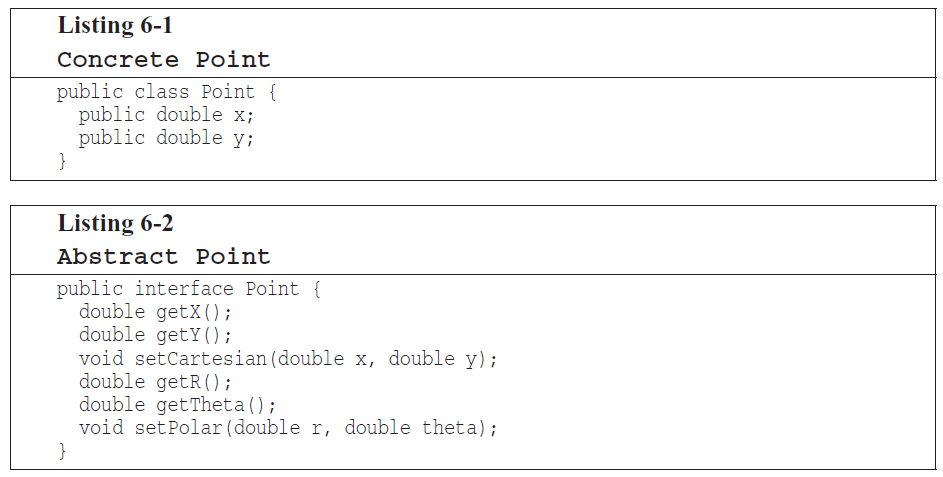 Listing 6-1
Concrete Point
public class Point {
  public double x;
  public double y;
}
Listing 6-2
Abstract Point
public interface Point {
  double getX();
  double getY();
  void setCartesian(double x, double y);
  double getR();
  double getTheta();
  void setPolar(double r, double theta);
}